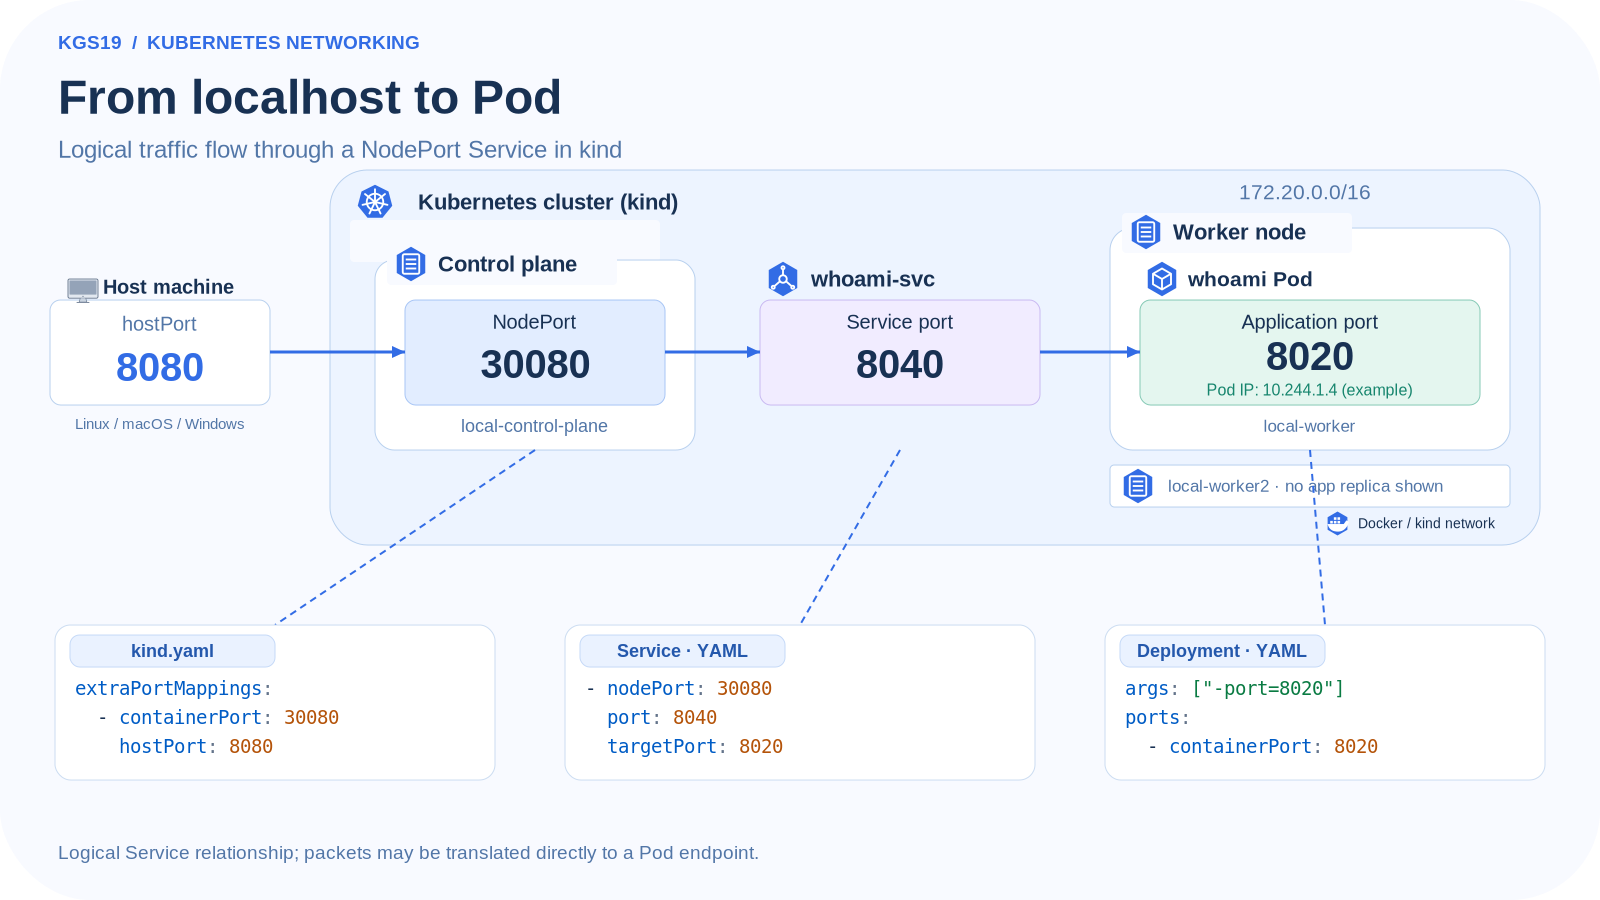 KGS19 / KUBERNETES NETWORKING
From localhost to Pod
Logical traffic flow through a NodePort Service in kind
Kubernetes cluster (kind)
172.20.0.0/16
Host machine
hostPort
8080
Linux / macOS / Windows
Control plane
NodePort
30080
local-control-plane
whoami-svc
Service port
8040
Worker node
whoami Pod
Application port
8020
Pod IP: 10.244.1.4 (example)
local-worker
local-worker2 · no app replica shown
Docker / kind network
kind.yaml
extraPortMappings:
  - containerPort: 30080
    hostPort: 8080
Service · YAML
- nodePort: 30080
  port: 8040
  targetPort: 8020
Deployment · YAML
args: ["-port=8020"]
ports:
  - containerPort: 8020
Logical Service relationship; packets may be translated directly to a Pod endpoint.